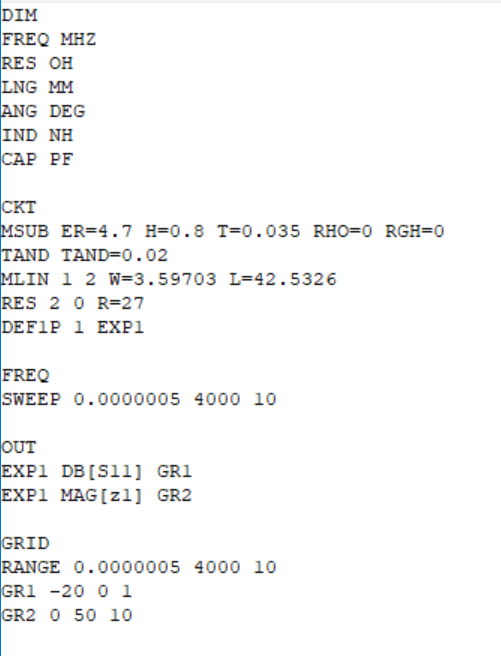 DIM
FREQ MHZ
RES OH
LNG MM
ANG DEG
IND NH
CAP PF
CKT
MSUB ER=4.7 H=0.8 T=0.035 RHO=0 RGH=0
TAND TAND=0.02
MLIN 1 2 W=3.59703 L=42.5326
RES 2 0 R=27
DEF1P 1 EXP1
FREQ
SWEEP 0.0000005 4000 10
OUT
EXP1 DB[S11] GR1
EXP1 MAG[z1] GR2
GRID
RANGE 0.0000005 4000 10
GR1 -20 0 1
GR2 0 50 10